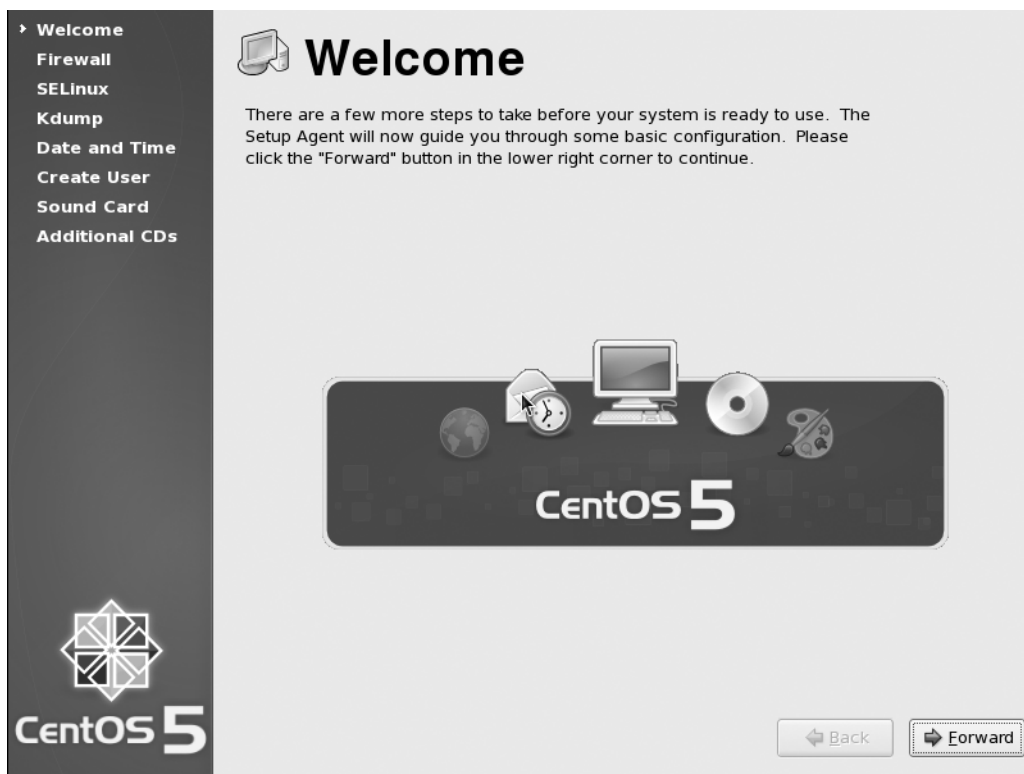 Welcome
Firewall
SELinux
Kdump
Date and Time
Create User
Sound Card
Additional CDs
Welcome
There are a few more steps to take before your system is ready to use. The
Setup Agent will now guide you through some basic configuration. Please
click the "Forward" button in the lower right corner to continue.
CentOS 5
CentOS 5
Back
Forward